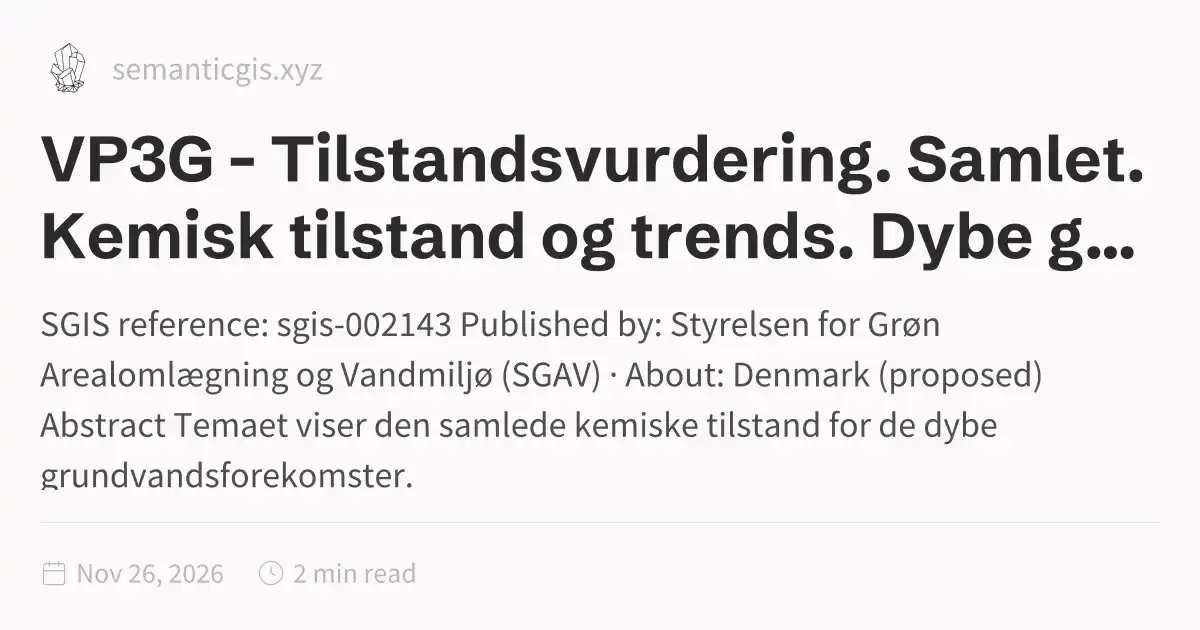 semanticgis.xyz
VP3G - Tilstandsvurdering. Samlet.
Kemisk tilstand og trends. Dybe g...
SGIS reference: sgis-002143 Published by: Styrelsen for Grøn
Arealomlægning og Vandmiljø (SGAV) · About: Denmark (proposed)
Abstract Temaet viser den samlede kemiske tilstand for de dybe
grundvandsforekomster.
Nov 26, 2026 2 min read